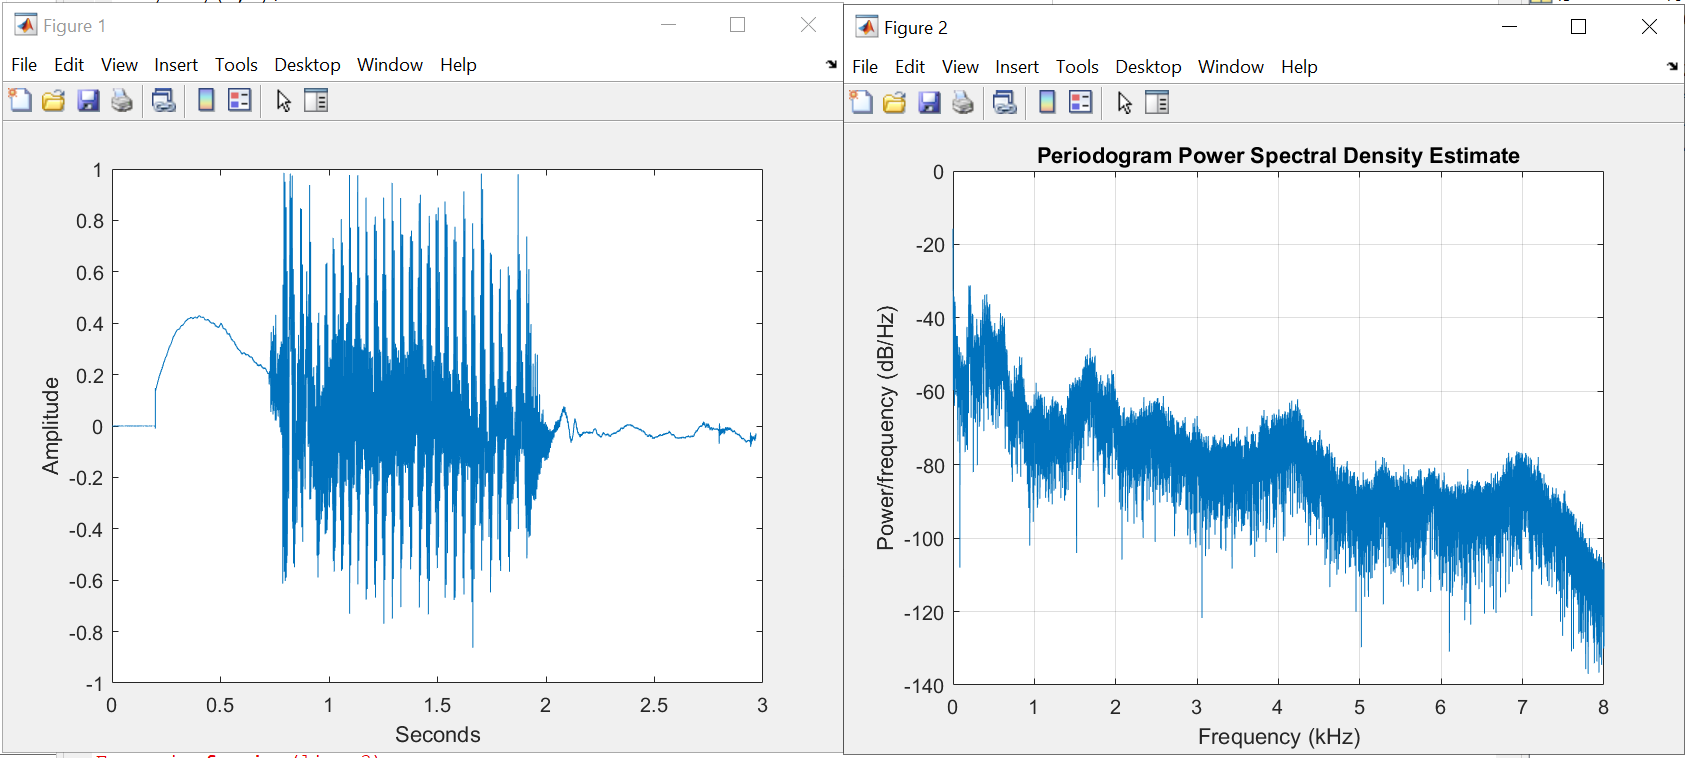 Figure 1
File Edit View Insert Tools Desktop Window Help
1
0.8
0.6
0.4
0.2
0
-0.2
-0.4
-0.6
-0.8
-1
Amplitude
0 0.5 1 1.5 2 2.5 3
Seconds
Figure 2
File Edit View Insert Tools Desktop Window Help
Periodogram Power Spectral Density Estimate
0
-20
-40
-60
-80
-100
-120
-140
Power/frequency (dB/Hz)
0 1 2 3 4 5 6 7 8
Frequency (kHz)